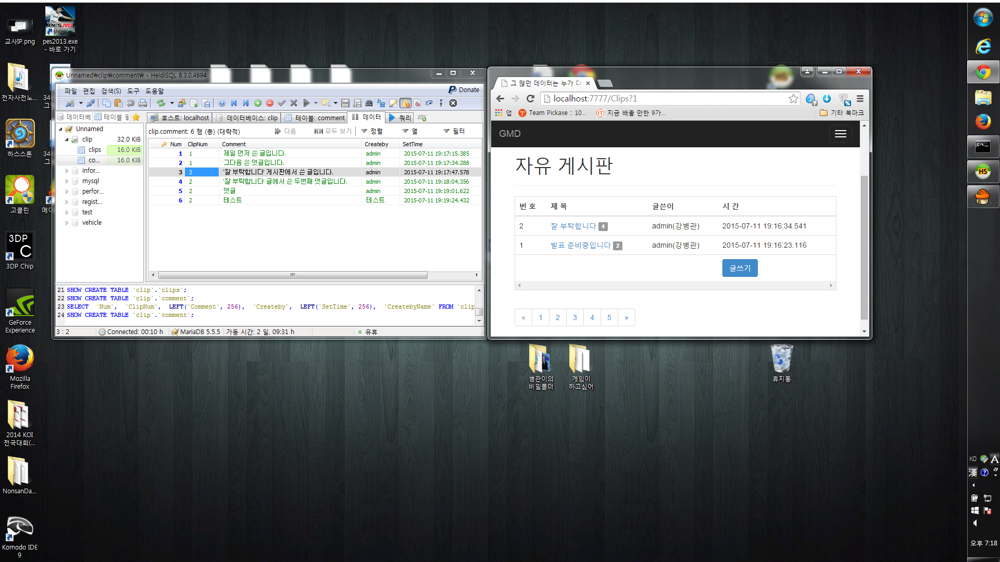 교사IP.png
pes2013.exe
- 바로 가기
전자사전노...
하스스톤
고클린
3DP Chip
GeForce
Experience
Mozilla
Firefox
2014 KOI
전국대회(...
NonsanDa...
Komodo IDE
9
Unnamed\clip\comment\ - HeidiSQL 8.3.0.4694
파일 편집 검색(S) 도구 도움말
Donate
데이터베 테이블 필
호스트: localhost 데이터베이스: clip 테이블: comment 데이터 쿼리
Unnamed
clip 32.0 KiB
clips 16.0 KiB
co... 16.0 KiB
infor...
mysql
perfor...
regist...
test
vehicle
clip.comment: 6 행 (총) (대략적) 다음 모두 보기 정렬 열 필터
Num ClipNum Comment Createby SetTime
1 1 제일 먼저 쓴 글입니다. admin 2015-07-11 19:17:15.385
2 1 그다음 쓴 댓글입니다. admin 2015-07-11 19:17:34.288
3 2 '잘 부탁합니다' 게시판에서 쓴 글입니다. admin 2015-07-11 19:17:47.578
4 2 '잘 부탁합니다' 글에서 쓴 두번째 댓글입니다. admin 2015-07-11 19:18:04.356
5 2 댓글 admin 2015-07-11 19:19:01.622
6 2 테스트 테스트 2015-07-11 19:19:24.432
21 SHOW CREATE TABLE `clip`.`clips`;
22 SHOW CREATE TABLE `clip`.`comment`;
23 SELECT `Num`, `ClipNum`, LEFT(`Comment`, 256), `Createby`, LEFT(`SetTime`, 256), `CreatebyName` FROM `clip
24 SHOW CREATE TABLE `clip`.`comment`;
3 : 2 Connected: 00:10 h MariaDB 5.5.5 가동 시간: 2 일, 09:31 h 유휴
그 많던 데이터는 누가 다
localhost:7777/Clips?1
앱 Team Pickaxe :: 10... 지금 배울 만한 9가... 기타 북마크
GMD
자유 게시판
번 호 제 목 글쓴이 시 간
2 잘 부탁합니다 4 admin(강병관) 2015-07-11 19:16:34.541
1 발표 준비중입니다 2 admin(강병관) 2015-07-11 19:16:23.116
글쓰기
« 1 2 3 4 5 »
병관이의
비밀폴더
게임이
하고싶어
휴지통
KO A
漢
오후 7:18